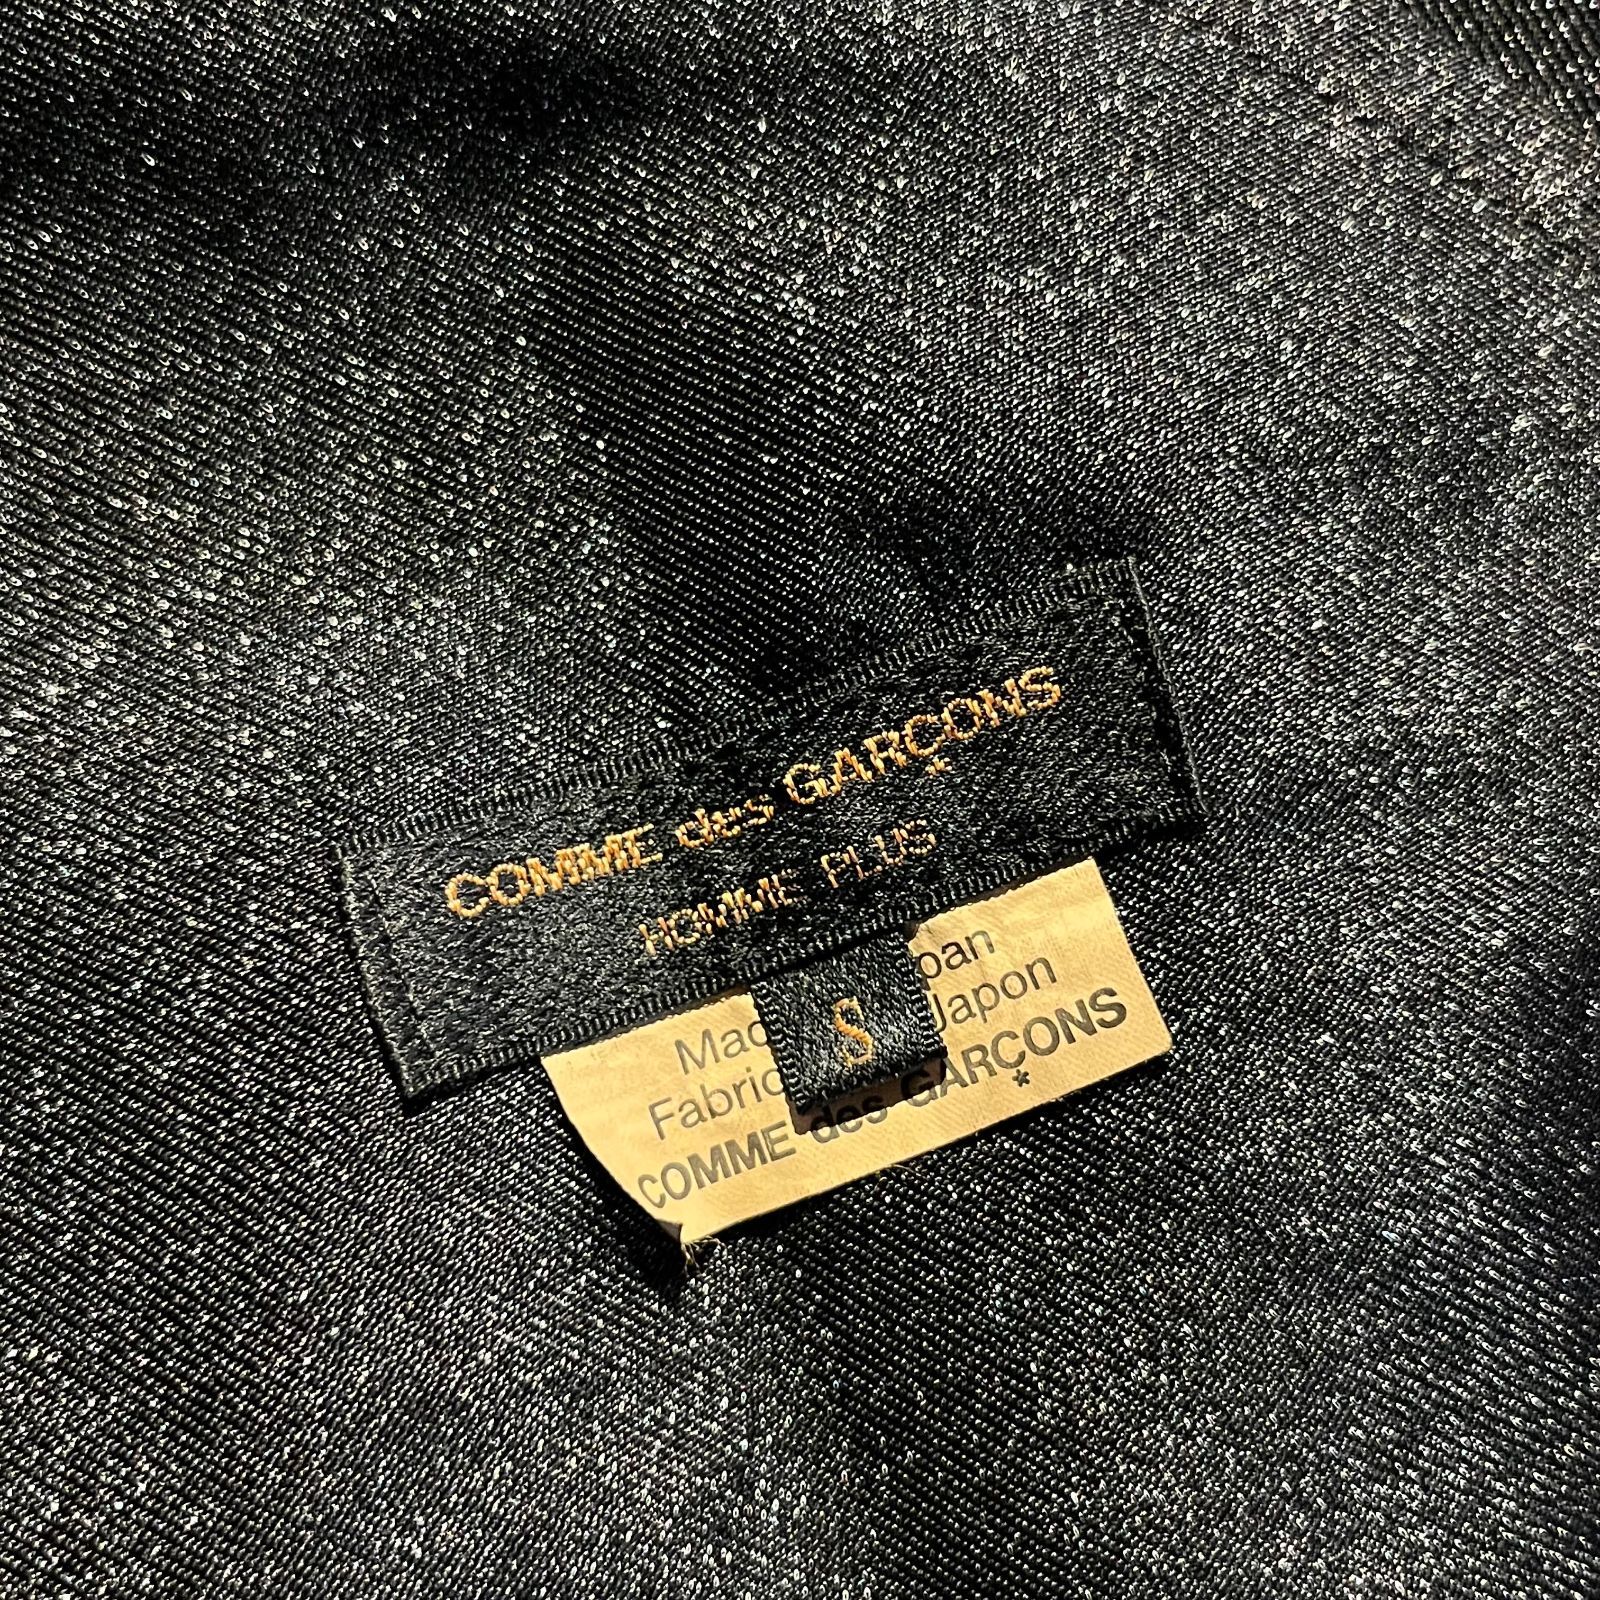 COMME des GARÇONS
*
HOMME PLUS
S
Japon
COMME des GARÇONS
*